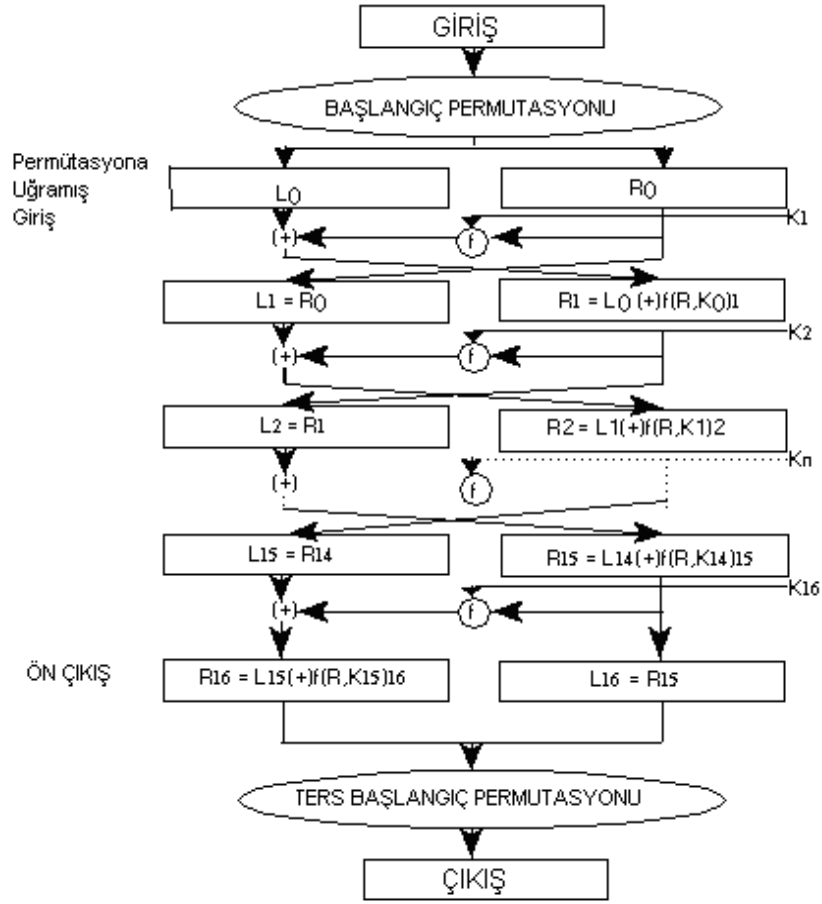 GİRİŞ
BAŞLANGIÇ PERMUTASYONU
Permütasyona
Uğramış
Giriş
L0
R0
K1
(+)
f
L1 = R0
R1 = L0 (+)f(R,K0)1
K2
(+)
f
L2 = R1
R2 = L1(+)f(R,K1)2
Kn
(+)
f
L15 = R14
R15 = L14(+)f(R,K14)15
K16
(+)
f
ÖN ÇIKIŞ
R16 = L15(+)f(R,K15)16
L16 = R15
TERS BAŞLANGIÇ PERMUTASYONU
ÇIKIŞ